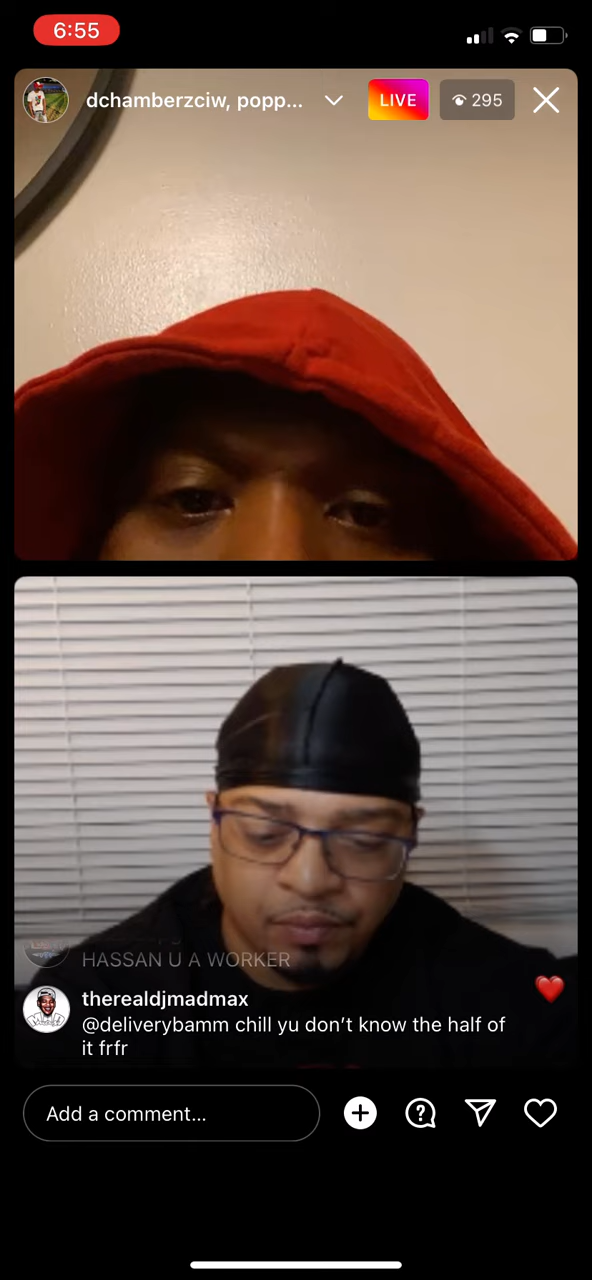 6:55
dchamberzciw, popp...
LIVE
295
HASSAN U A WORKER
therealdjmadmax
@deliverybamm chill yu don't know the half of
it frfr
Add a comment...